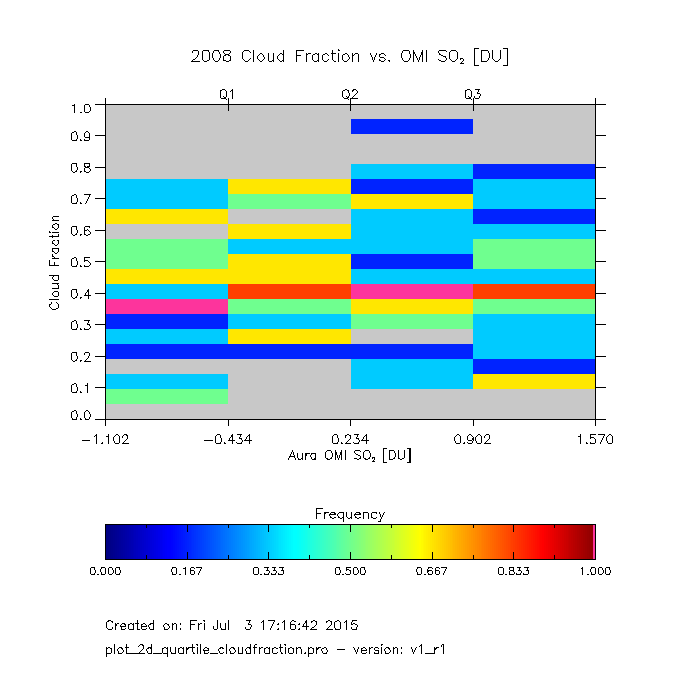 2008 Cloud Fraction vs. OMI SO₂ [DU]
Q1 Q2 Q3
1.0
0.9
0.8
0.7
0.6
0.5
0.4
0.3
0.2
0.1
0.0
Cloud Fraction
−1.102 −0.434 0.234 0.902 1.570
Aura OMI SO₂ [DU]
Frequency
0.000 0.167 0.333 0.500 0.667 0.833 1.000
Created on: Fri Jul 3 17:16:42 2015
plot_2d_quartile_cloudfraction.pro − version: v1_r1